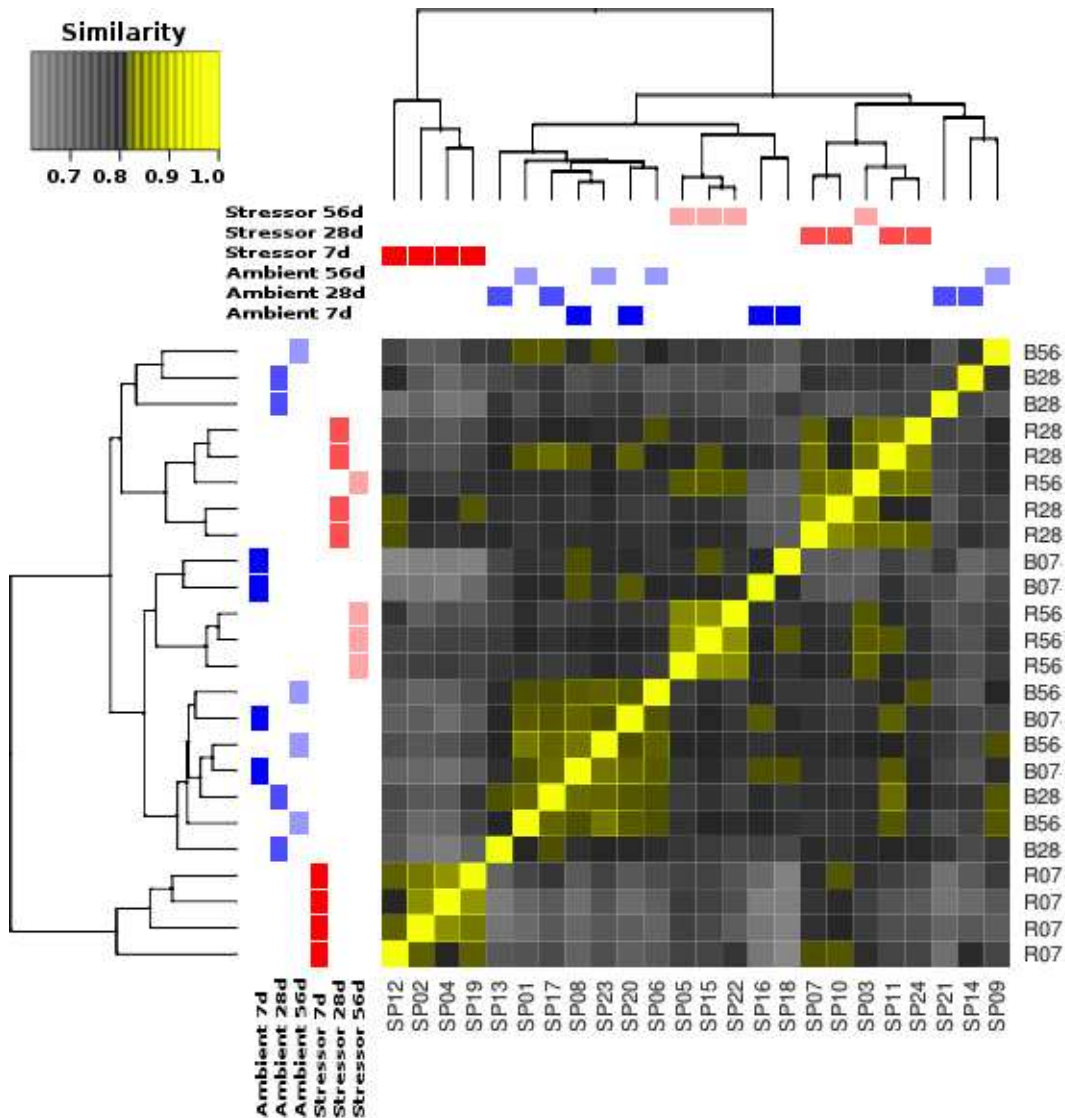 Similarity
0.7 0.8 0.9 1.0
Stressor 56d
Stressor 28d
Stressor 7d
Ambient 56d
Ambient 28d
Ambient 7d
B56
B28
B28
R28
R28
R56
R28
R28
B07
B07
R56
R56
R56
B56
B07
B56
B07
B28
B56
B28
R07
R07
R07
R07
Ambient 7d
Ambient 28d
Ambient 56d
Stressor 7d
Stressor 28d
Stressor 56d
SP12
SP02
SP04
SP19
SP13
SP01
SP17
SP08
SP23
SP20
SP06
SP05
SP15
SP22
SP16
SP18
SP07
SP10
SP03
SP11
SP24
SP21
SP14
SP09